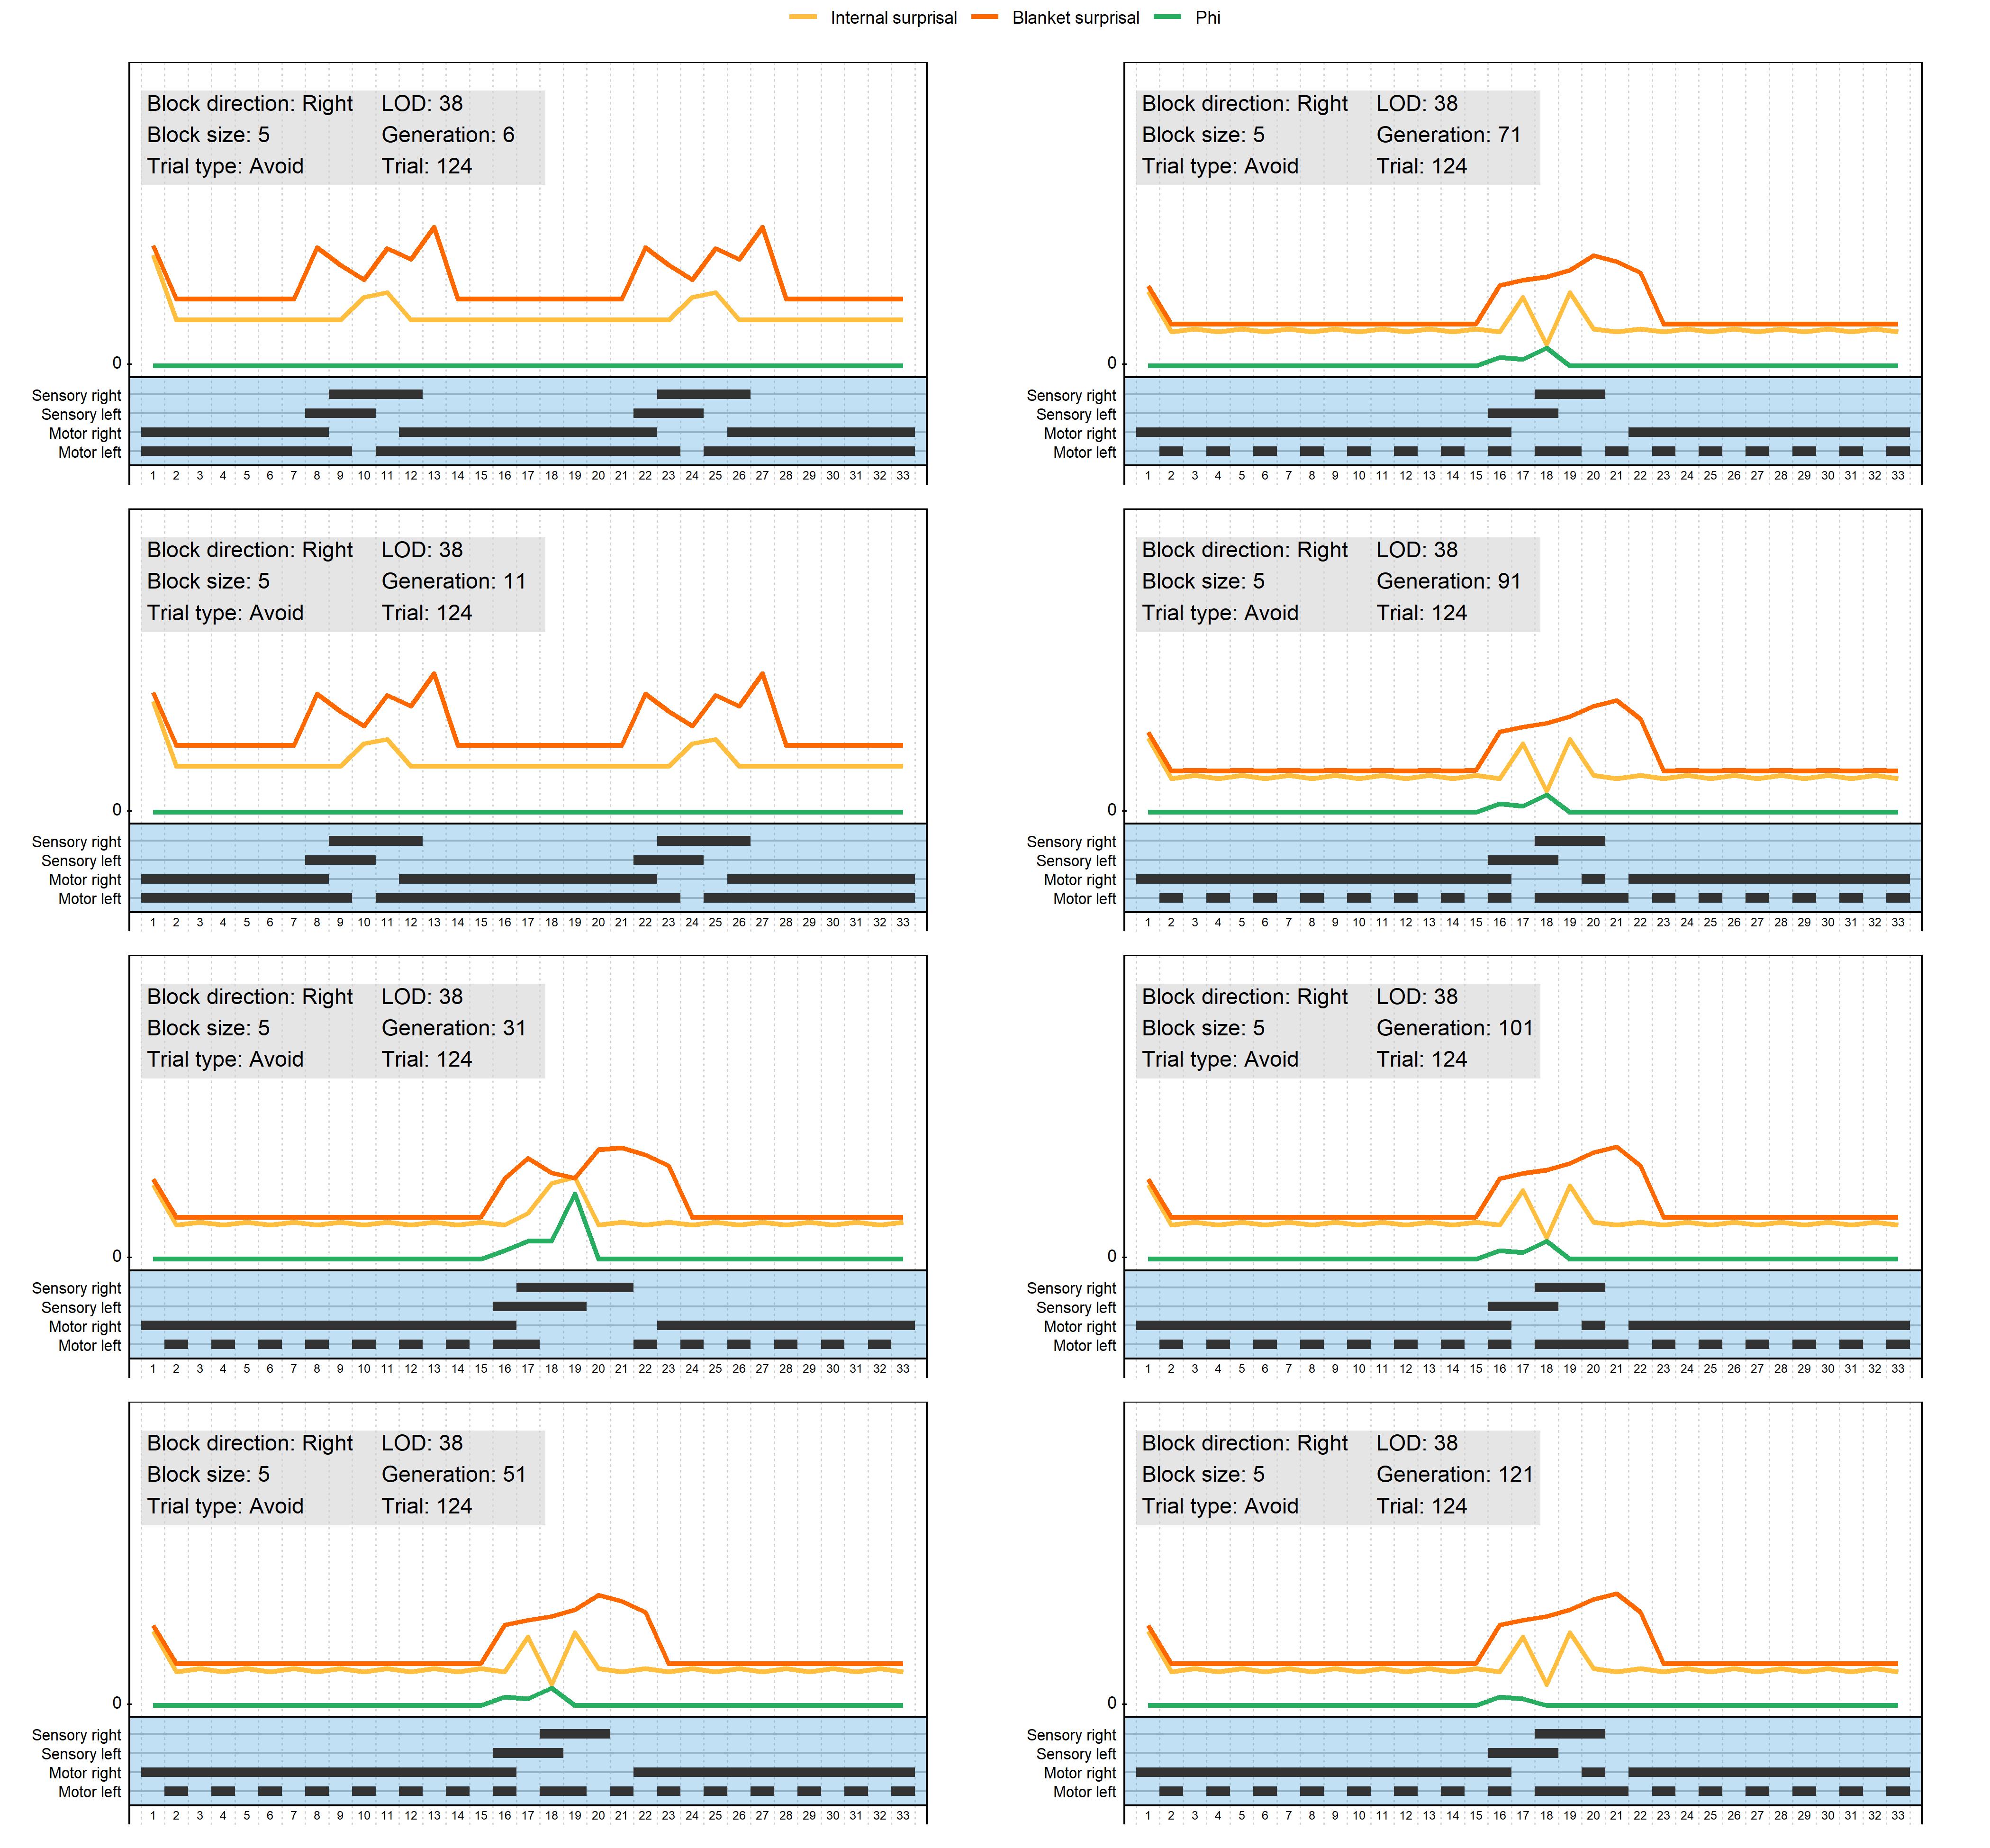 Internal surprisal Blanket surprisal Phi
Block direction: Right LOD: 38
Block size: 5 Generation: 6
Trial type: Avoid Trial: 124
0
Sensory right
Sensory left
Motor right
Motor left
1 2 3 4 5 6 7 8 9 10 11 12 13 14 15 16 17 18 19 20 21 22 23 24 25 26 27 28 29 30 31 32 33
Block direction: Right LOD: 38
Block size: 5 Generation: 71
Trial type: Avoid Trial: 124
0
Sensory right
Sensory left
Motor right
Motor left
1 2 3 4 5 6 7 8 9 10 11 12 13 14 15 16 17 18 19 20 21 22 23 24 25 26 27 28 29 30 31 32 33
Block direction: Right LOD: 38
Block size: 5 Generation: 11
Trial type: Avoid Trial: 124
0
Sensory right
Sensory left
Motor right
Motor left
1 2 3 4 5 6 7 8 9 10 11 12 13 14 15 16 17 18 19 20 21 22 23 24 25 26 27 28 29 30 31 32 33
Block direction: Right LOD: 38
Block size: 5 Generation: 91
Trial type: Avoid Trial: 124
0
Sensory right
Sensory left
Motor right
Motor left
1 2 3 4 5 6 7 8 9 10 11 12 13 14 15 16 17 18 19 20 21 22 23 24 25 26 27 28 29 30 31 32 33
Block direction: Right LOD: 38
Block size: 5 Generation: 31
Trial type: Avoid Trial: 124
0
Sensory right
Sensory left
Motor right
Motor left
1 2 3 4 5 6 7 8 9 10 11 12 13 14 15 16 17 18 19 20 21 22 23 24 25 26 27 28 29 30 31 32 33
Block direction: Right LOD: 38
Block size: 5 Generation: 101
Trial type: Avoid Trial: 124
0
Sensory right
Sensory left
Motor right
Motor left
1 2 3 4 5 6 7 8 9 10 11 12 13 14 15 16 17 18 19 20 21 22 23 24 25 26 27 28 29 30 31 32 33
Block direction: Right LOD: 38
Block size: 5 Generation: 51
Trial type: Avoid Trial: 124
0
Sensory right
Sensory left
Motor right
Motor left
1 2 3 4 5 6 7 8 9 10 11 12 13 14 15 16 17 18 19 20 21 22 23 24 25 26 27 28 29 30 31 32 33
Block direction: Right LOD: 38
Block size: 5 Generation: 121
Trial type: Avoid Trial: 124
0
Sensory right
Sensory left
Motor right
Motor left
1 2 3 4 5 6 7 8 9 10 11 12 13 14 15 16 17 18 19 20 21 22 23 24 25 26 27 28 29 30 31 32 33